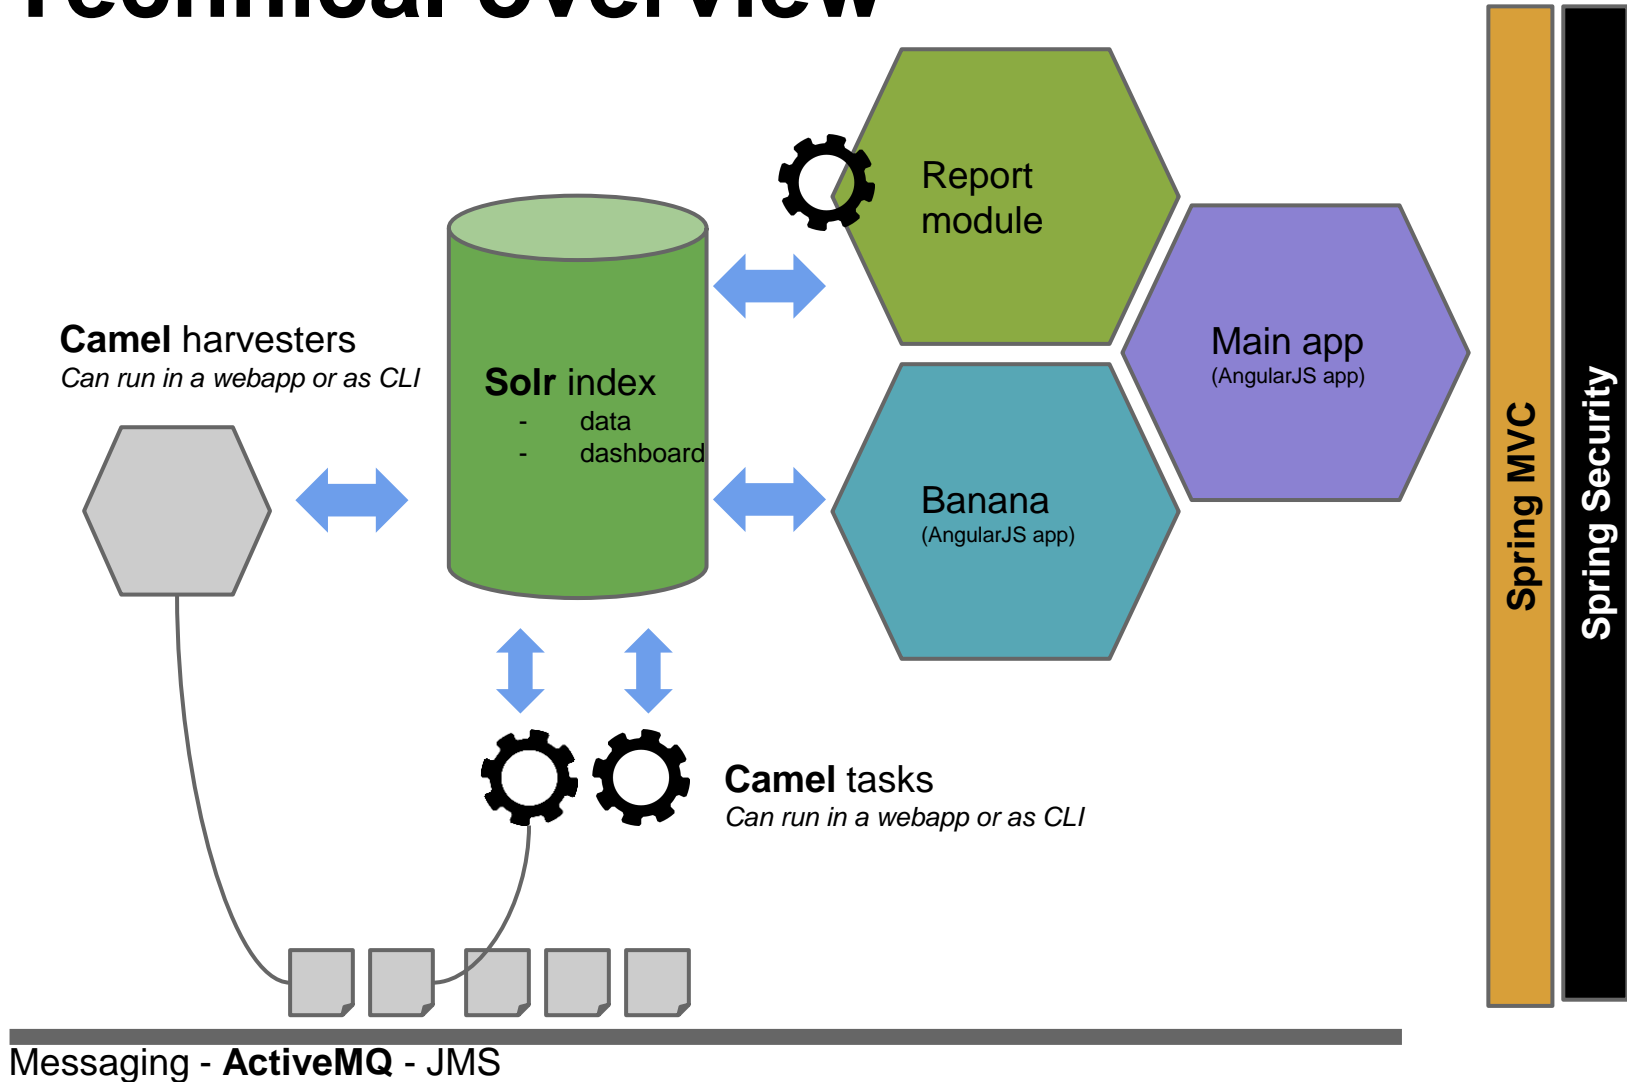 Technical overview
Report
module
Main app
(AngularJS app)
Camel harvesters
Can run in a webapp or as CLI
Solr index
- data
- dashboard
Banana
(AngularJS app)
Camel tasks
Can run in a webapp or as CLI
Messaging - ActiveMQ - JMS
Spring MVC
Spring Security